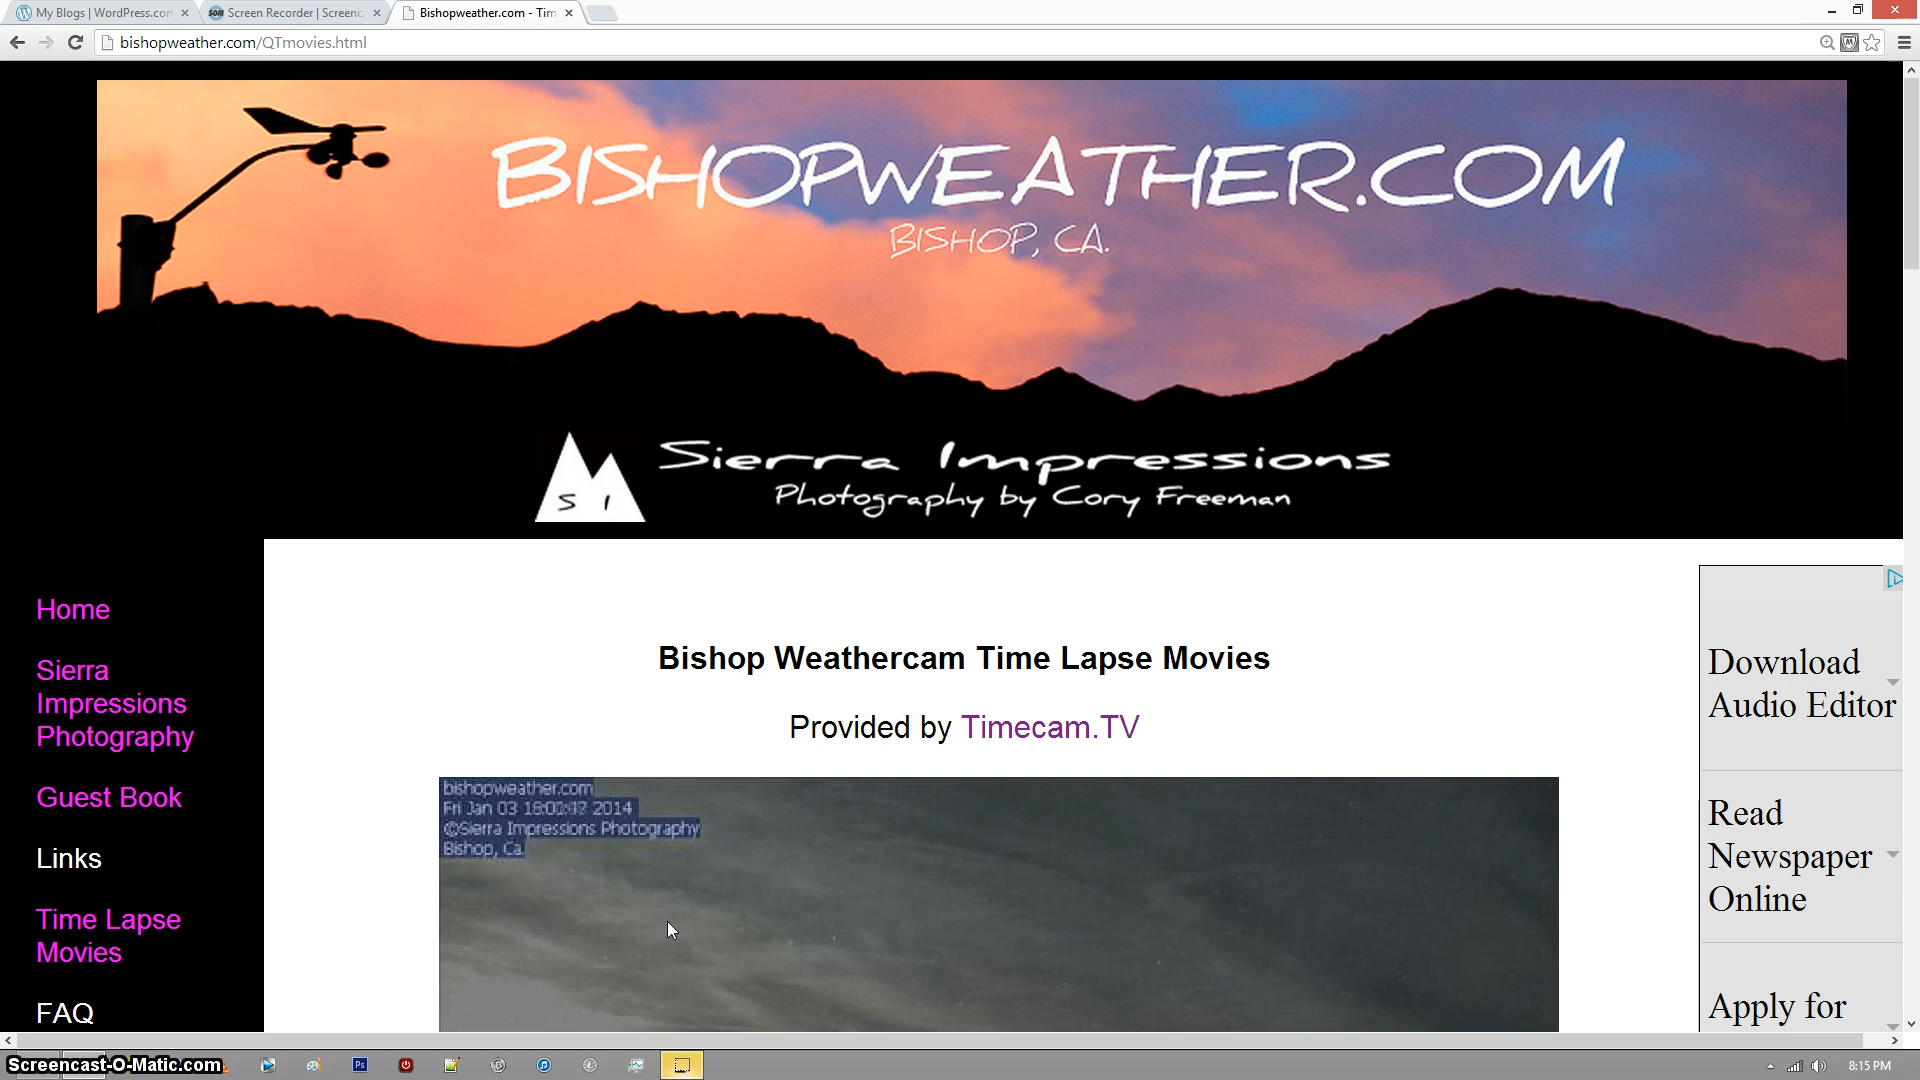 My Blogs | WordPress.com
Screen Recorder | Screenc
Bishopweather.com - Tim
bishopweather.com/QTmovies.html
BISHOPWEATHER.COM
BISHOP, CA.
Sierra Impressions
S I
Photography by Cory Freeman
Home
Sierra
Impressions
Photography
Guest Book
Links
Time Lapse
Movies
FAQ
Bishop Weathercam Time Lapse Movies
Provided by Timecam.TV
bishopweather.com
Fri Jan 03 2014
©Sierra Impressions Photography
Bishop, Ca
Download
Audio Editor
Read
Newspaper
Online
Apply for
Screencast-O-Matic.com
Ps
8:15 PM